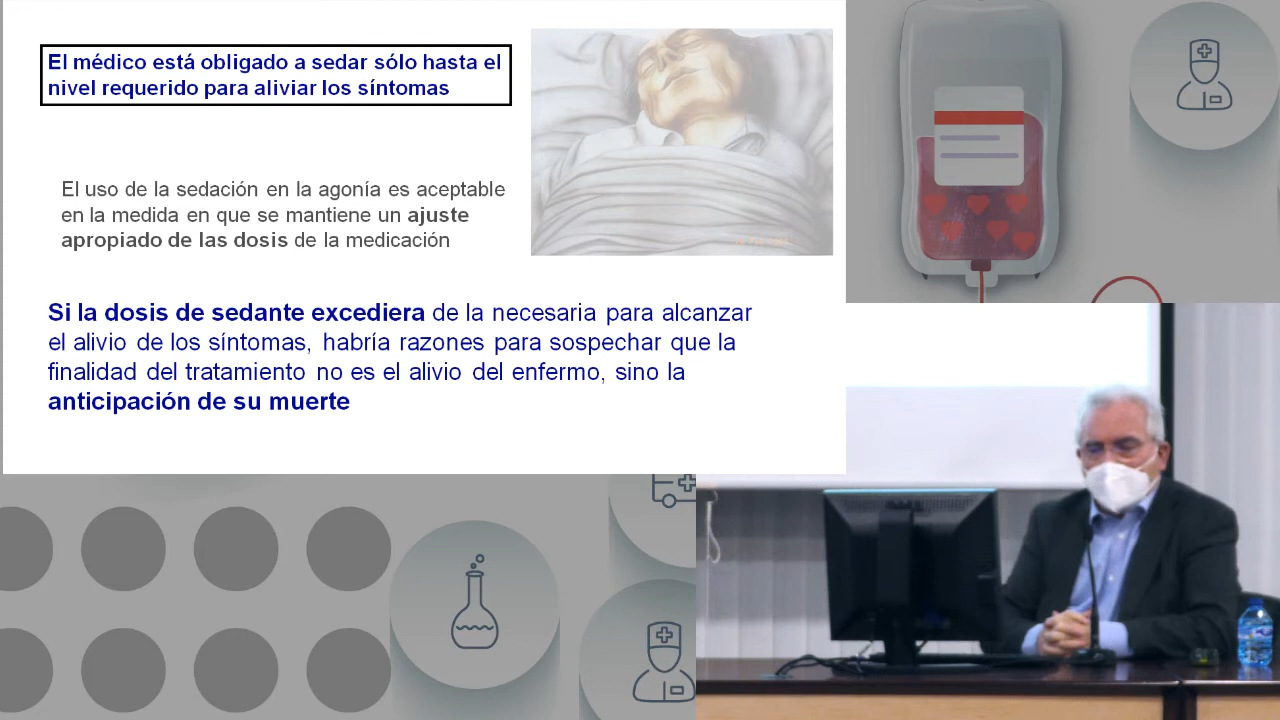 El médico está obligado a sedar sólo hasta el
nivel requerido para aliviar los síntomas
El uso de la sedación en la agonía es aceptable
en la medida en que se mantiene un ajuste
apropiado de las dosis de la medicación
Si la dosis de sedante excediera de la necesaria para alcanzar
el alivio de los síntomas, habría razones para sospechar que la
finalidad del tratamiento no es el alivio del enfermo, sino la
anticipación de su muerte